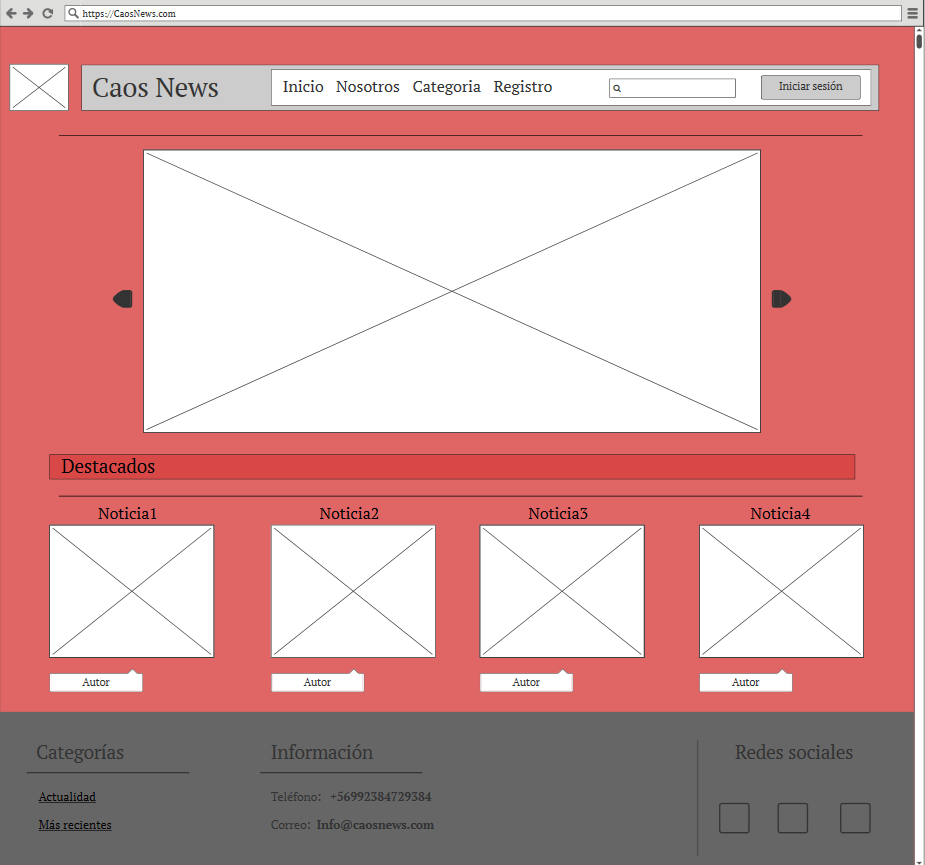 https://CaosNews.com
Caos News
Inicio Nosotros Categoria Registro
Iniciar sesión
Destacados
Noticia1 Noticia2 Noticia3 Noticia4
Autor Autor Autor Autor
Categorías Información Redes sociales
Actualidad Teléfono: +56992384729384
Más recientes Correo: Info@caosnews.com